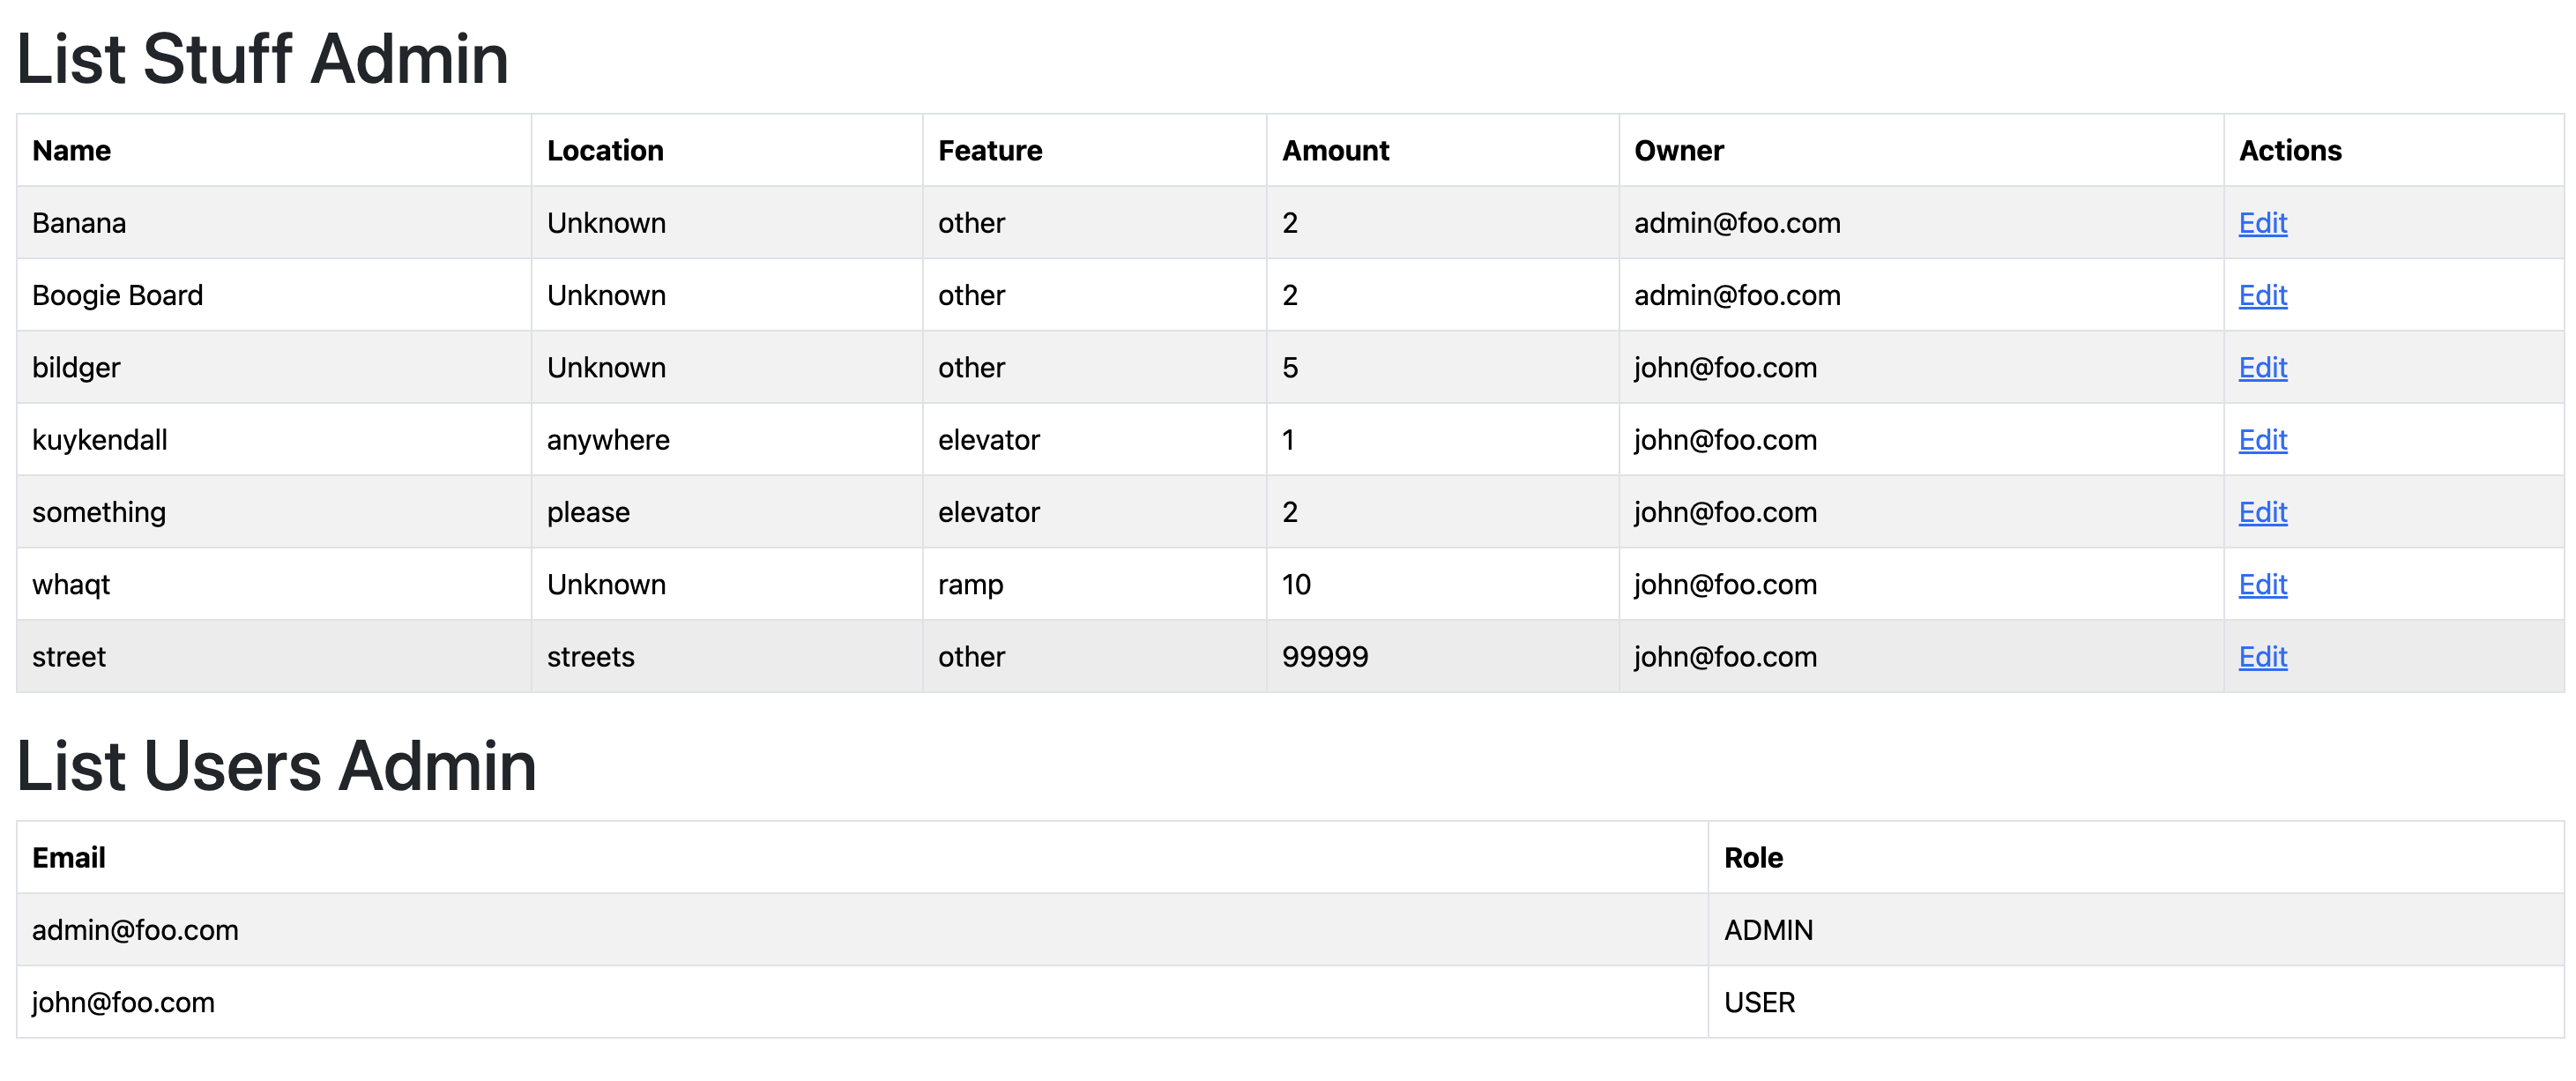 List Stuff Admin
Name Location Feature Amount Owner Actions
Banana Unknown other 2 admin@foo.com Edit
Boogie Board Unknown other 2 admin@foo.com Edit
bildger Unknown other 5 john@foo.com Edit
kuykendall anywhere elevator 1 john@foo.com Edit
something please elevator 2 john@foo.com Edit
whaqt Unknown ramp 10 john@foo.com Edit
street streets other 99999 john@foo.com Edit
List Users Admin
Email Role
admin@foo.com ADMIN
john@foo.com USER